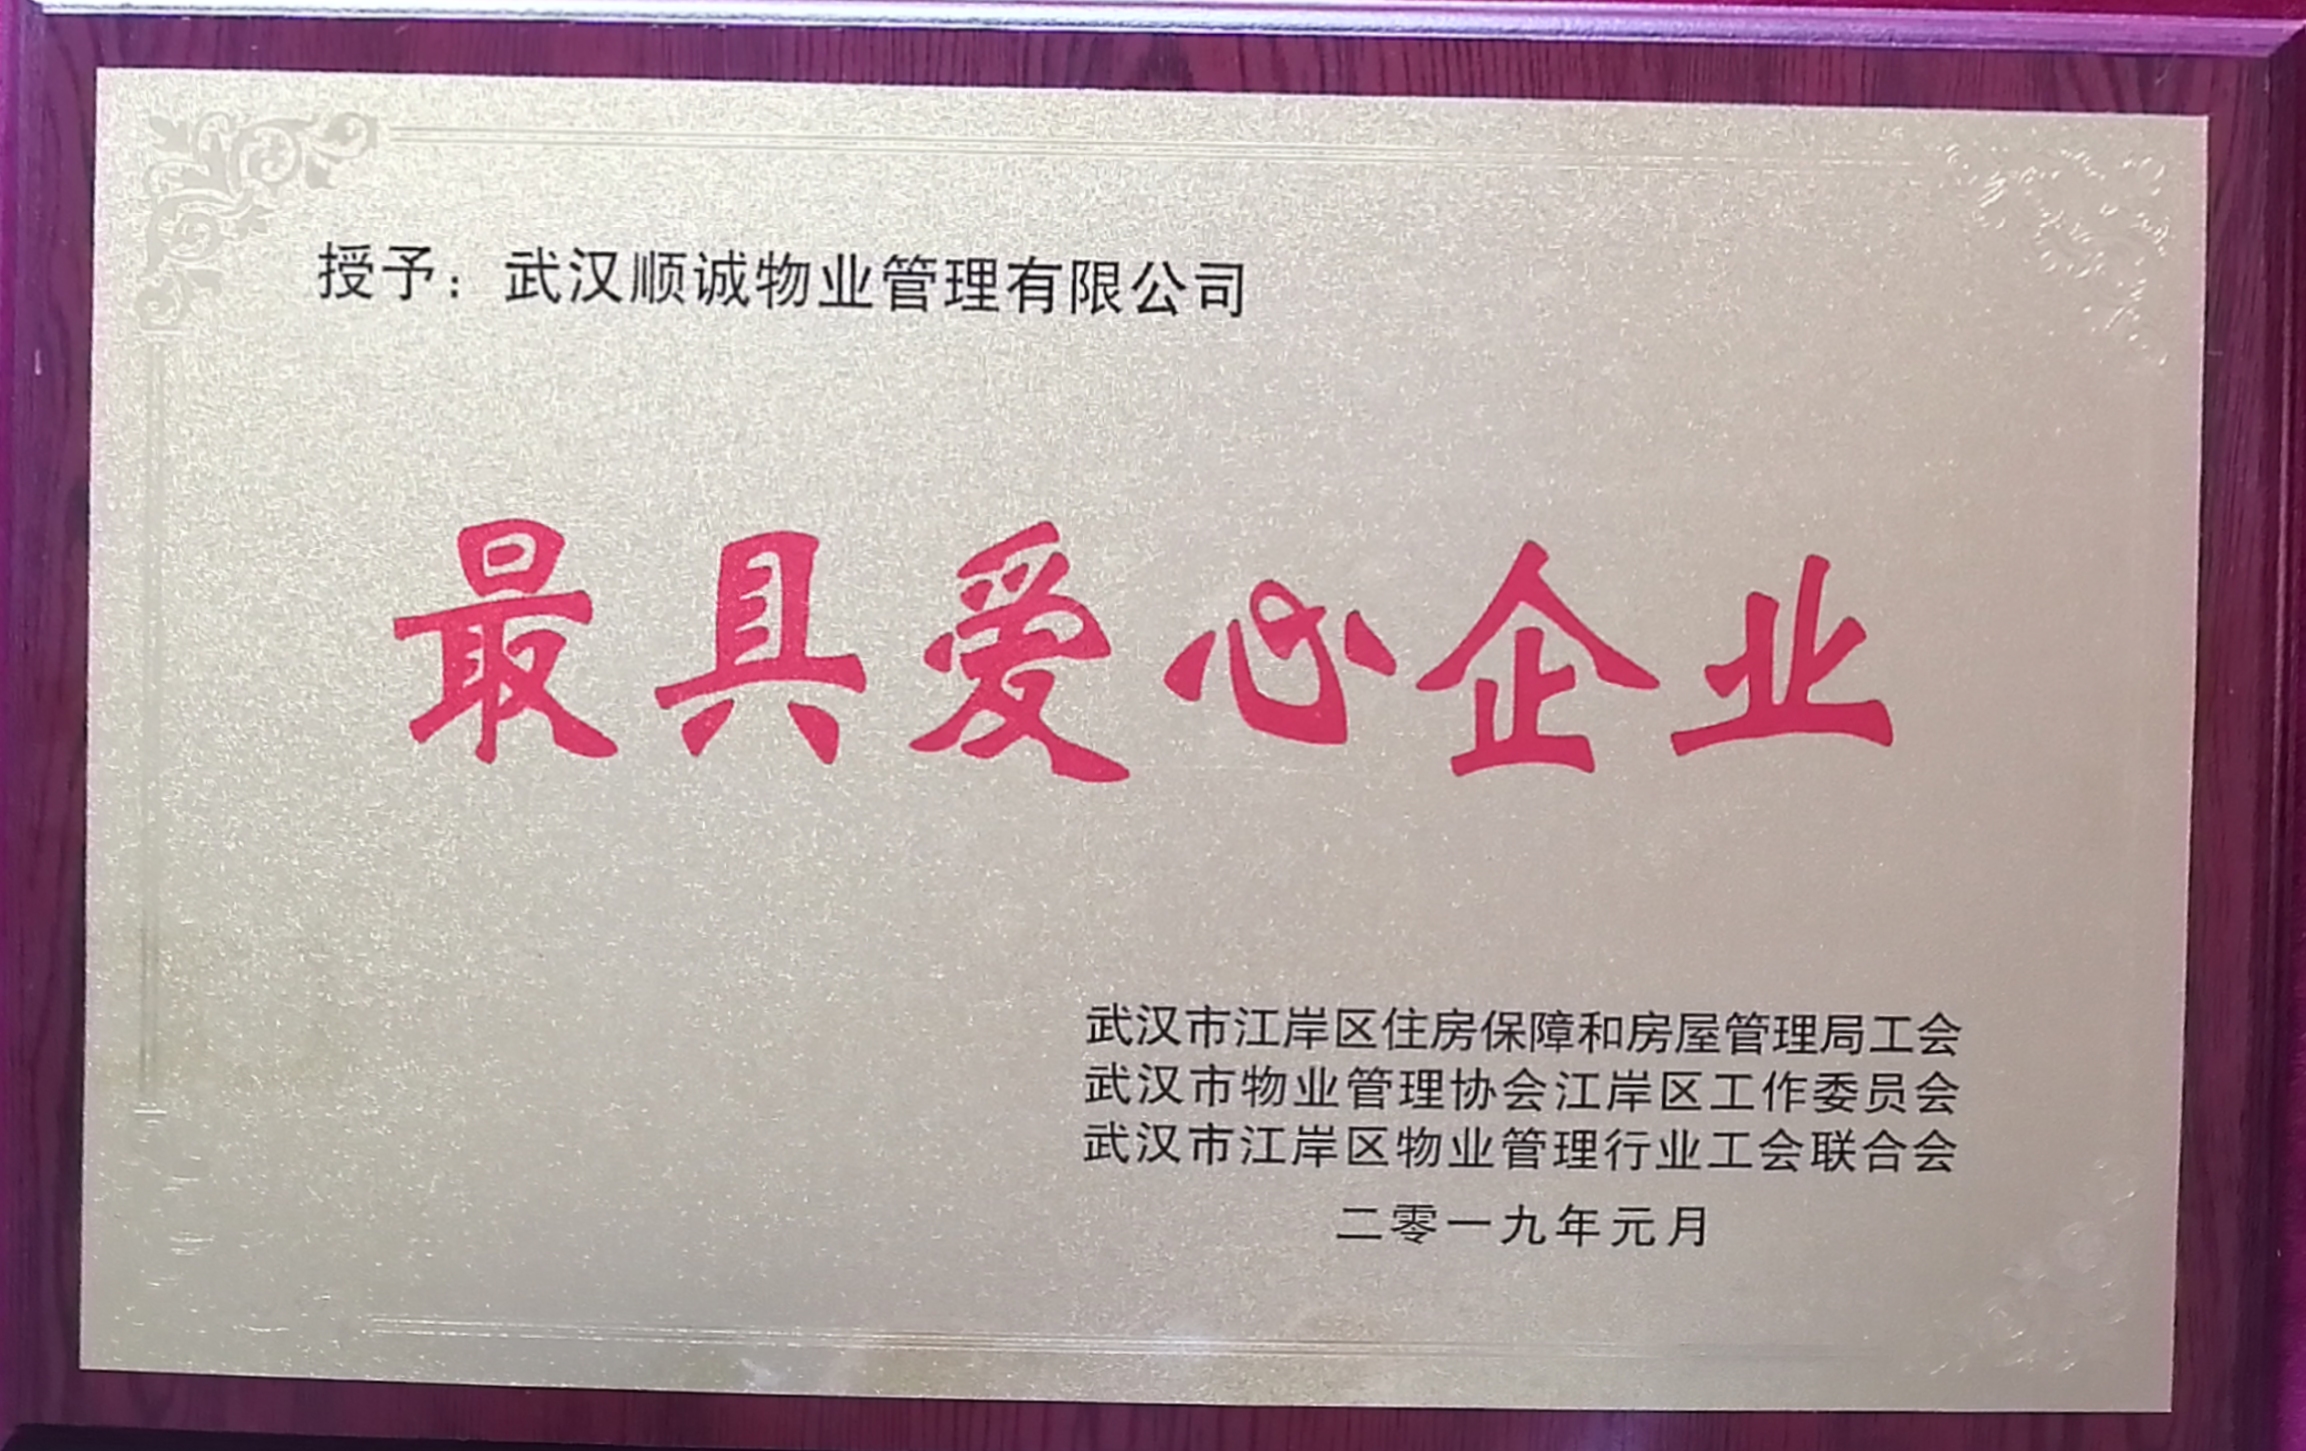 授予：武汉顺诚物业管理有限公司
最具爱心企业
武汉市江岸区住房保障和房屋管理局工会
武汉市物业管理协会江岸区工作委员会
武汉市江岸区物业管理行业工会联合会
二零一九年元月